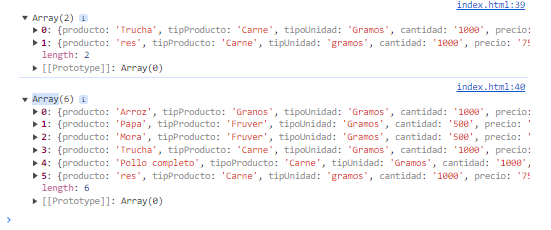 index.html:39
▼ Array(2) i
▶ 0: {producto: 'Trucha', tipProducto: 'Carne', tipoUnidad: 'Gramos', cantidad: '1000', precio:
▶ 1: {producto: 'res', tipProducto: 'Carne', tipUnidad: 'gramos', cantidad: '1000', precio: '75
length: 2
▶ [[Prototype]]: Array(0)
index.html:40
▼ Array(6) i
▶ 0: {producto: 'Arroz', tipProducto: 'Granos', tipoUnidad: 'Gramos', cantidad: '1000', precio:
▶ 1: {producto: 'Papa', tipProducto: 'Fruver', tipoUnidad: 'Gramos', cantidad: '500', precio: '
▶ 2: {producto: 'Mora', tipProducto: 'Fruver', tipoUnidad: 'Gramos', cantidad: '500', precio: '
▶ 3: {producto: 'Trucha', tipProducto: 'Carne', tipoUnidad: 'Gramos', cantidad: '1000', precio:
▶ 4: {producto: 'Pollo completo', tipoProducto: 'Carne', tipUnidad: 'Gramos', cantidad: '1000',
▶ 5: {producto: 'res', tipProducto: 'Carne', tipUnidad: 'gramos', cantidad: '1000', precio: '75
length: 6
▶ [[Prototype]]: Array(0)